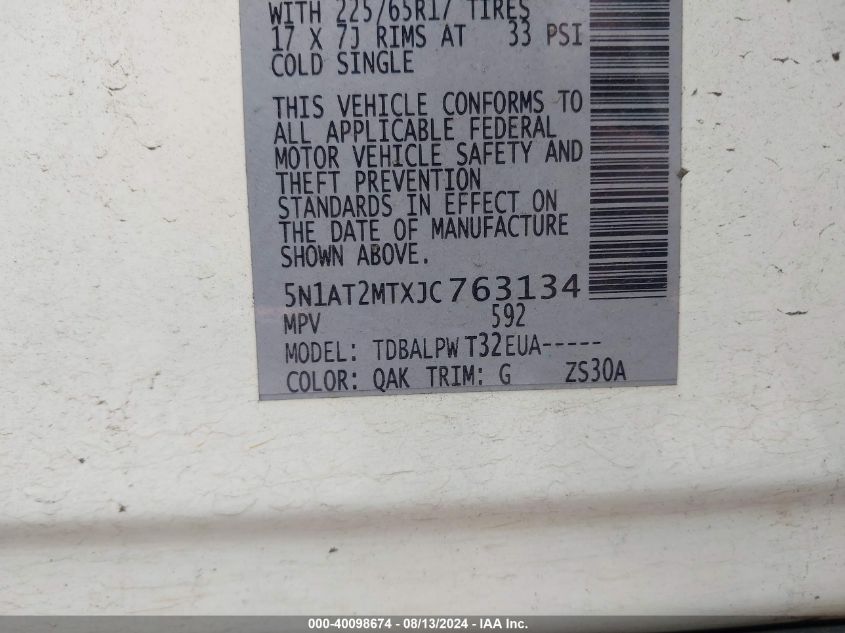 WITH 225/65R17 TIRES
17 X 7J RIMS AT 33 PSI
COLD SINGLE
THIS VEHICLE CONFORMS TO
ALL APPLICABLE FEDERAL
MOTOR VEHICLE SAFETY AND
THEFT PREVENTION
STANDARDS IN EFFECT ON
THE DATE OF MANUFACTURE
SHOWN ABOVE.
5N1AT2MTXJC763134
MPV 592
MODEL: TDBALPW T32EUA-----
COLOR: QAK TRIM: G ZS30A
000-40098674 - 08/13/2024 - IAA Inc.